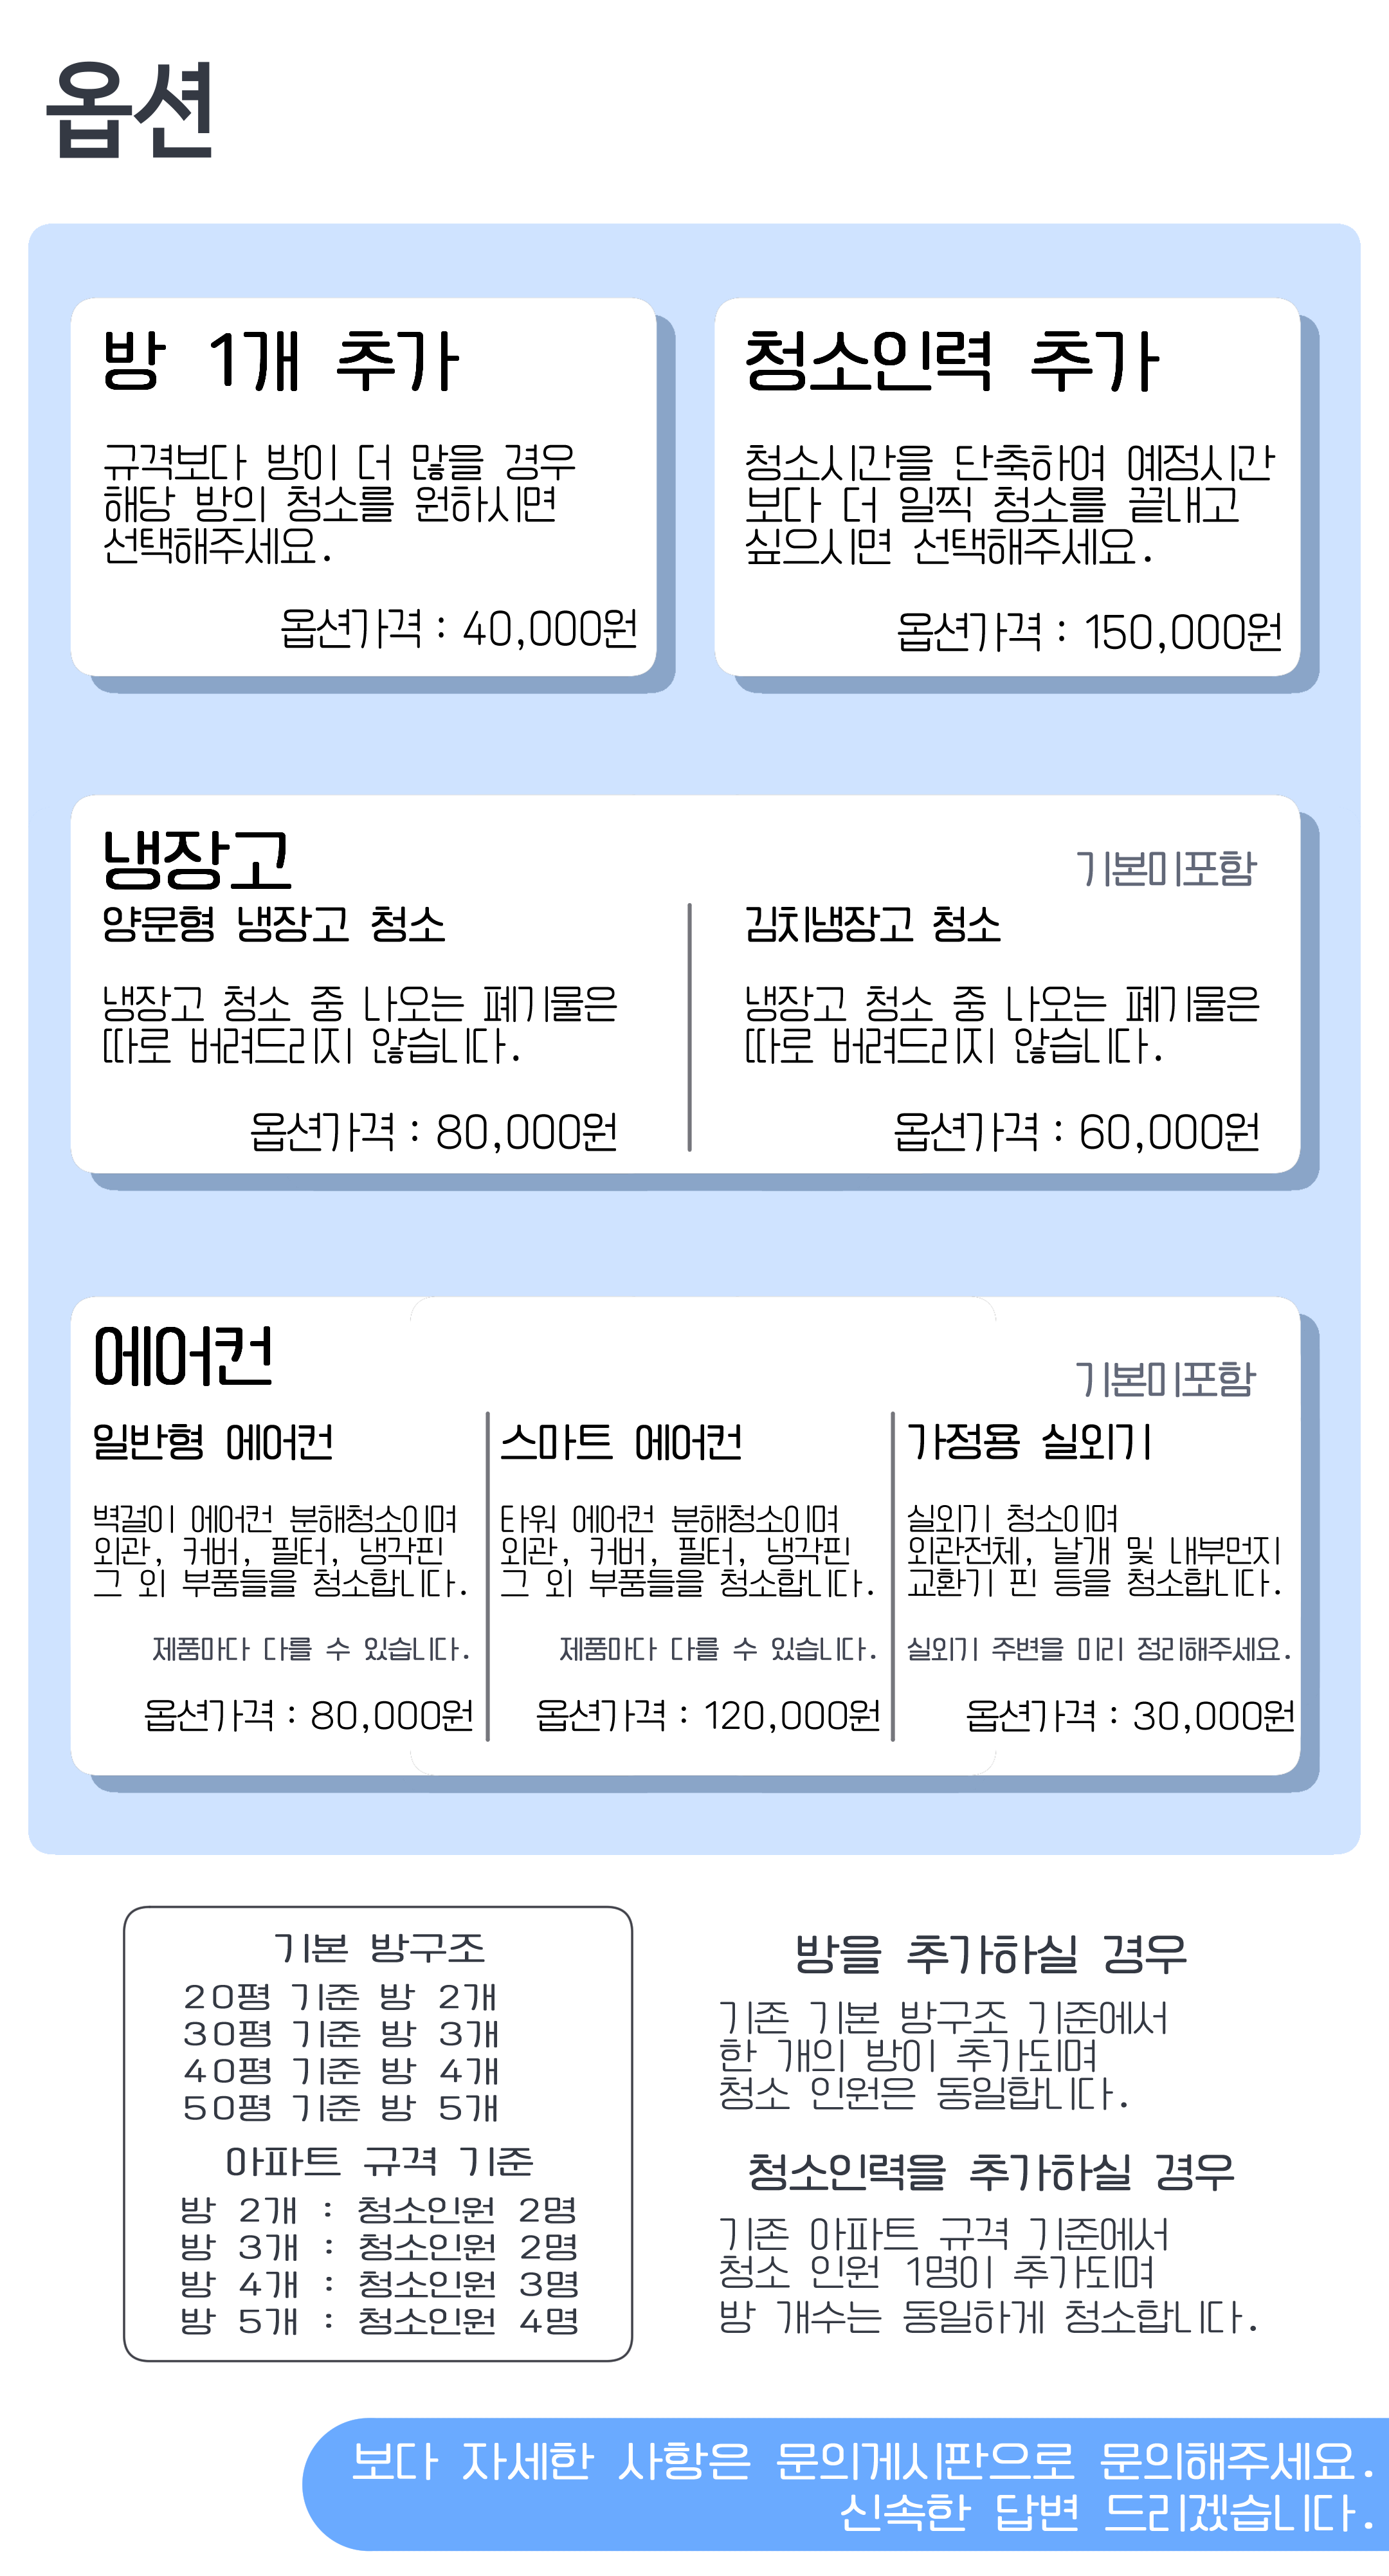 옵션
방 1개 추가
규격보다 방이 더 많을 경우
해당 방의 청소를 원하시면
선택해주세요.
옵션가격 : 40,000원
청소인력 추가
청소시간을 단축하여 예정시간
보다 더 일찍 청소를 끝내고
싶으시면 선택해주세요.
옵션가격 : 150,000원
냉장고
기본미포함
양문형 냉장고 청소
냉장고 청소 중 나오는 폐기물은
따로 버려드리지 않습니다.
옵션가격 : 80,000원
김치냉장고 청소
냉장고 청소 중 나오는 폐기물은
따로 버려드리지 않습니다.
옵션가격 : 60,000원
에어컨
기본미포함
일반형 에어컨
벽걸이 에어컨 분해청소이며
외관, 커버, 필터, 냉각핀
그 외 부품들을 청소합니다.
제품마다 다를 수 있습니다.
옵션가격 : 80,000원
스마트 에어컨
타워 에어컨 분해청소이며
외관, 커버, 필터, 냉각핀
그 외 부품들을 청소합니다.
제품마다 다를 수 있습니다.
옵션가격 : 120,000원
가정용 실외기
실외기 청소이며
외관전체, 날개 및 내부먼지
교환기 핀 등을 청소합니다.
실외기 주변을 미리 정리해주세요.
옵션가격 : 30,000원
기본 방구조
20평 기준 방 2개
30평 기준 방 3개
40평 기준 방 4개
50평 기준 방 5개
아파트 규격 기준
방 2개 : 청소인원 2명
방 3개 : 청소인원 2명
방 4개 : 청소인원 3명
방 5개 : 청소인원 4명
방을 추가하실 경우
기존 기본 방구조 기준에서
한 개의 방이 추가되며
청소 인원은 동일합니다.
청소인력을 추가하실 경우
기존 아파트 규격 기준에서
청소 인원 1명이 추가되며
방 개수는 동일하게 청소합니다.
보다 자세한 사항은 문의게시판으로 문의해주세요.
신속한 답변 드리겠습니다.